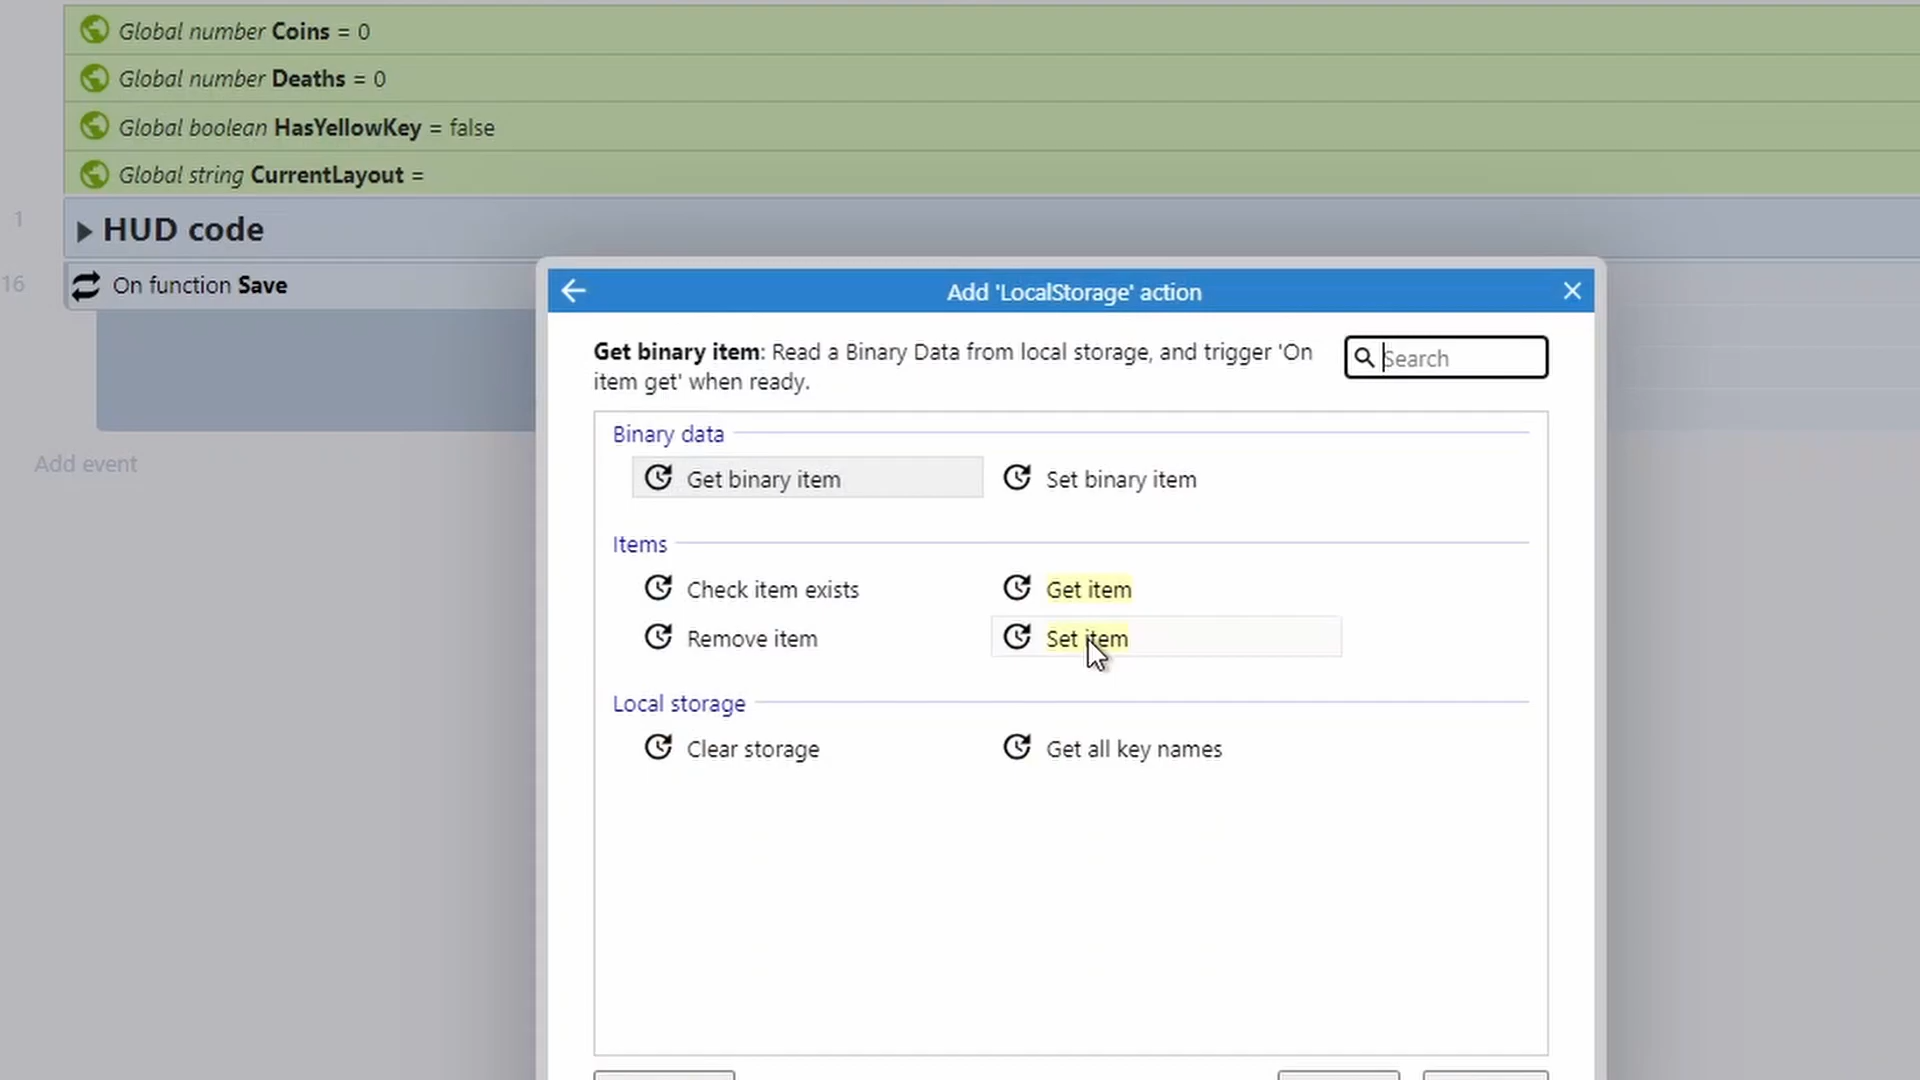 Global number Coins = 0
Global number Deaths = 0
Global boolean HasYellowKey = false
Global string CurrentLayout =
1
HUD code
16
On function Save
Add event
Add 'LocalStorage' action
Get binary item: Read a Binary Data from local storage, and trigger 'On
item get' when ready.
Search
Binary data
Get binary item
Set binary item
Items
Check item exists
Get item
Remove item
Set item
Local storage
Clear storage
Get all key names